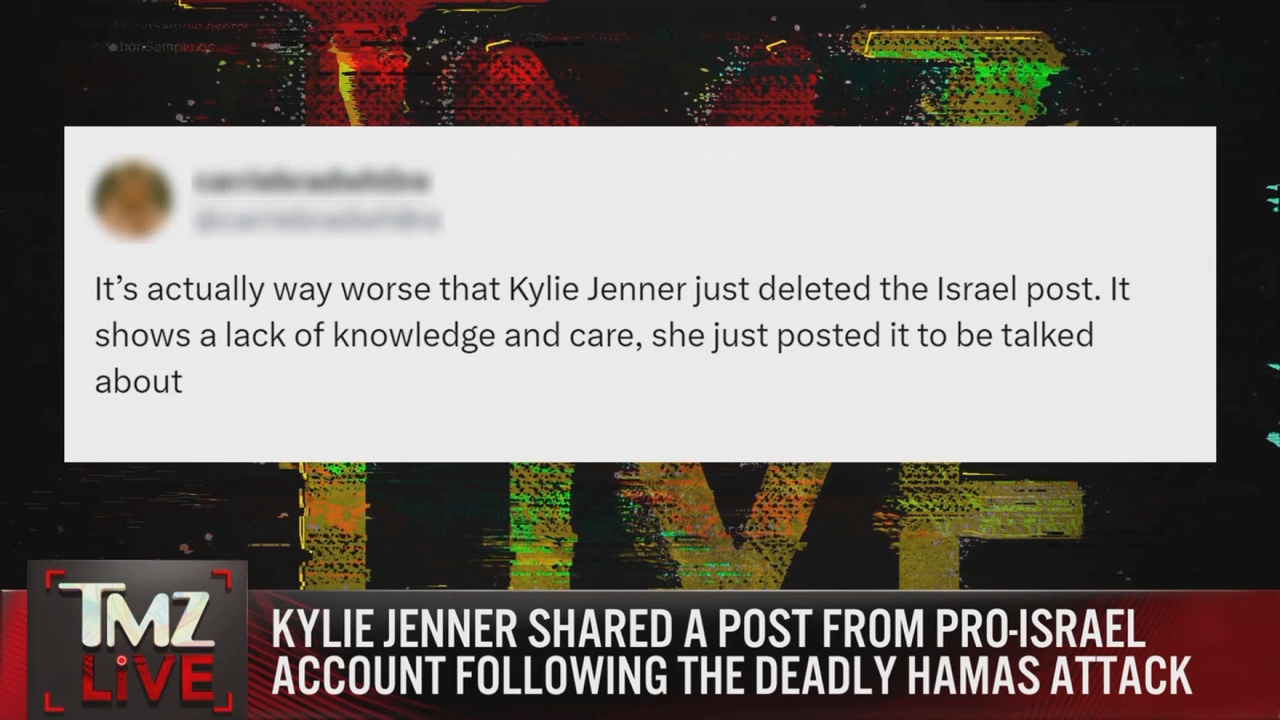 It’s actually way worse that Kylie Jenner just deleted the Israel post. It
shows a lack of knowledge and care, she just posted it to be talked
about
TMZ
LiVE
KYLIE JENNER SHARED A POST FROM PRO-ISRAEL
ACCOUNT FOLLOWING THE DEADLY HAMAS ATTACK